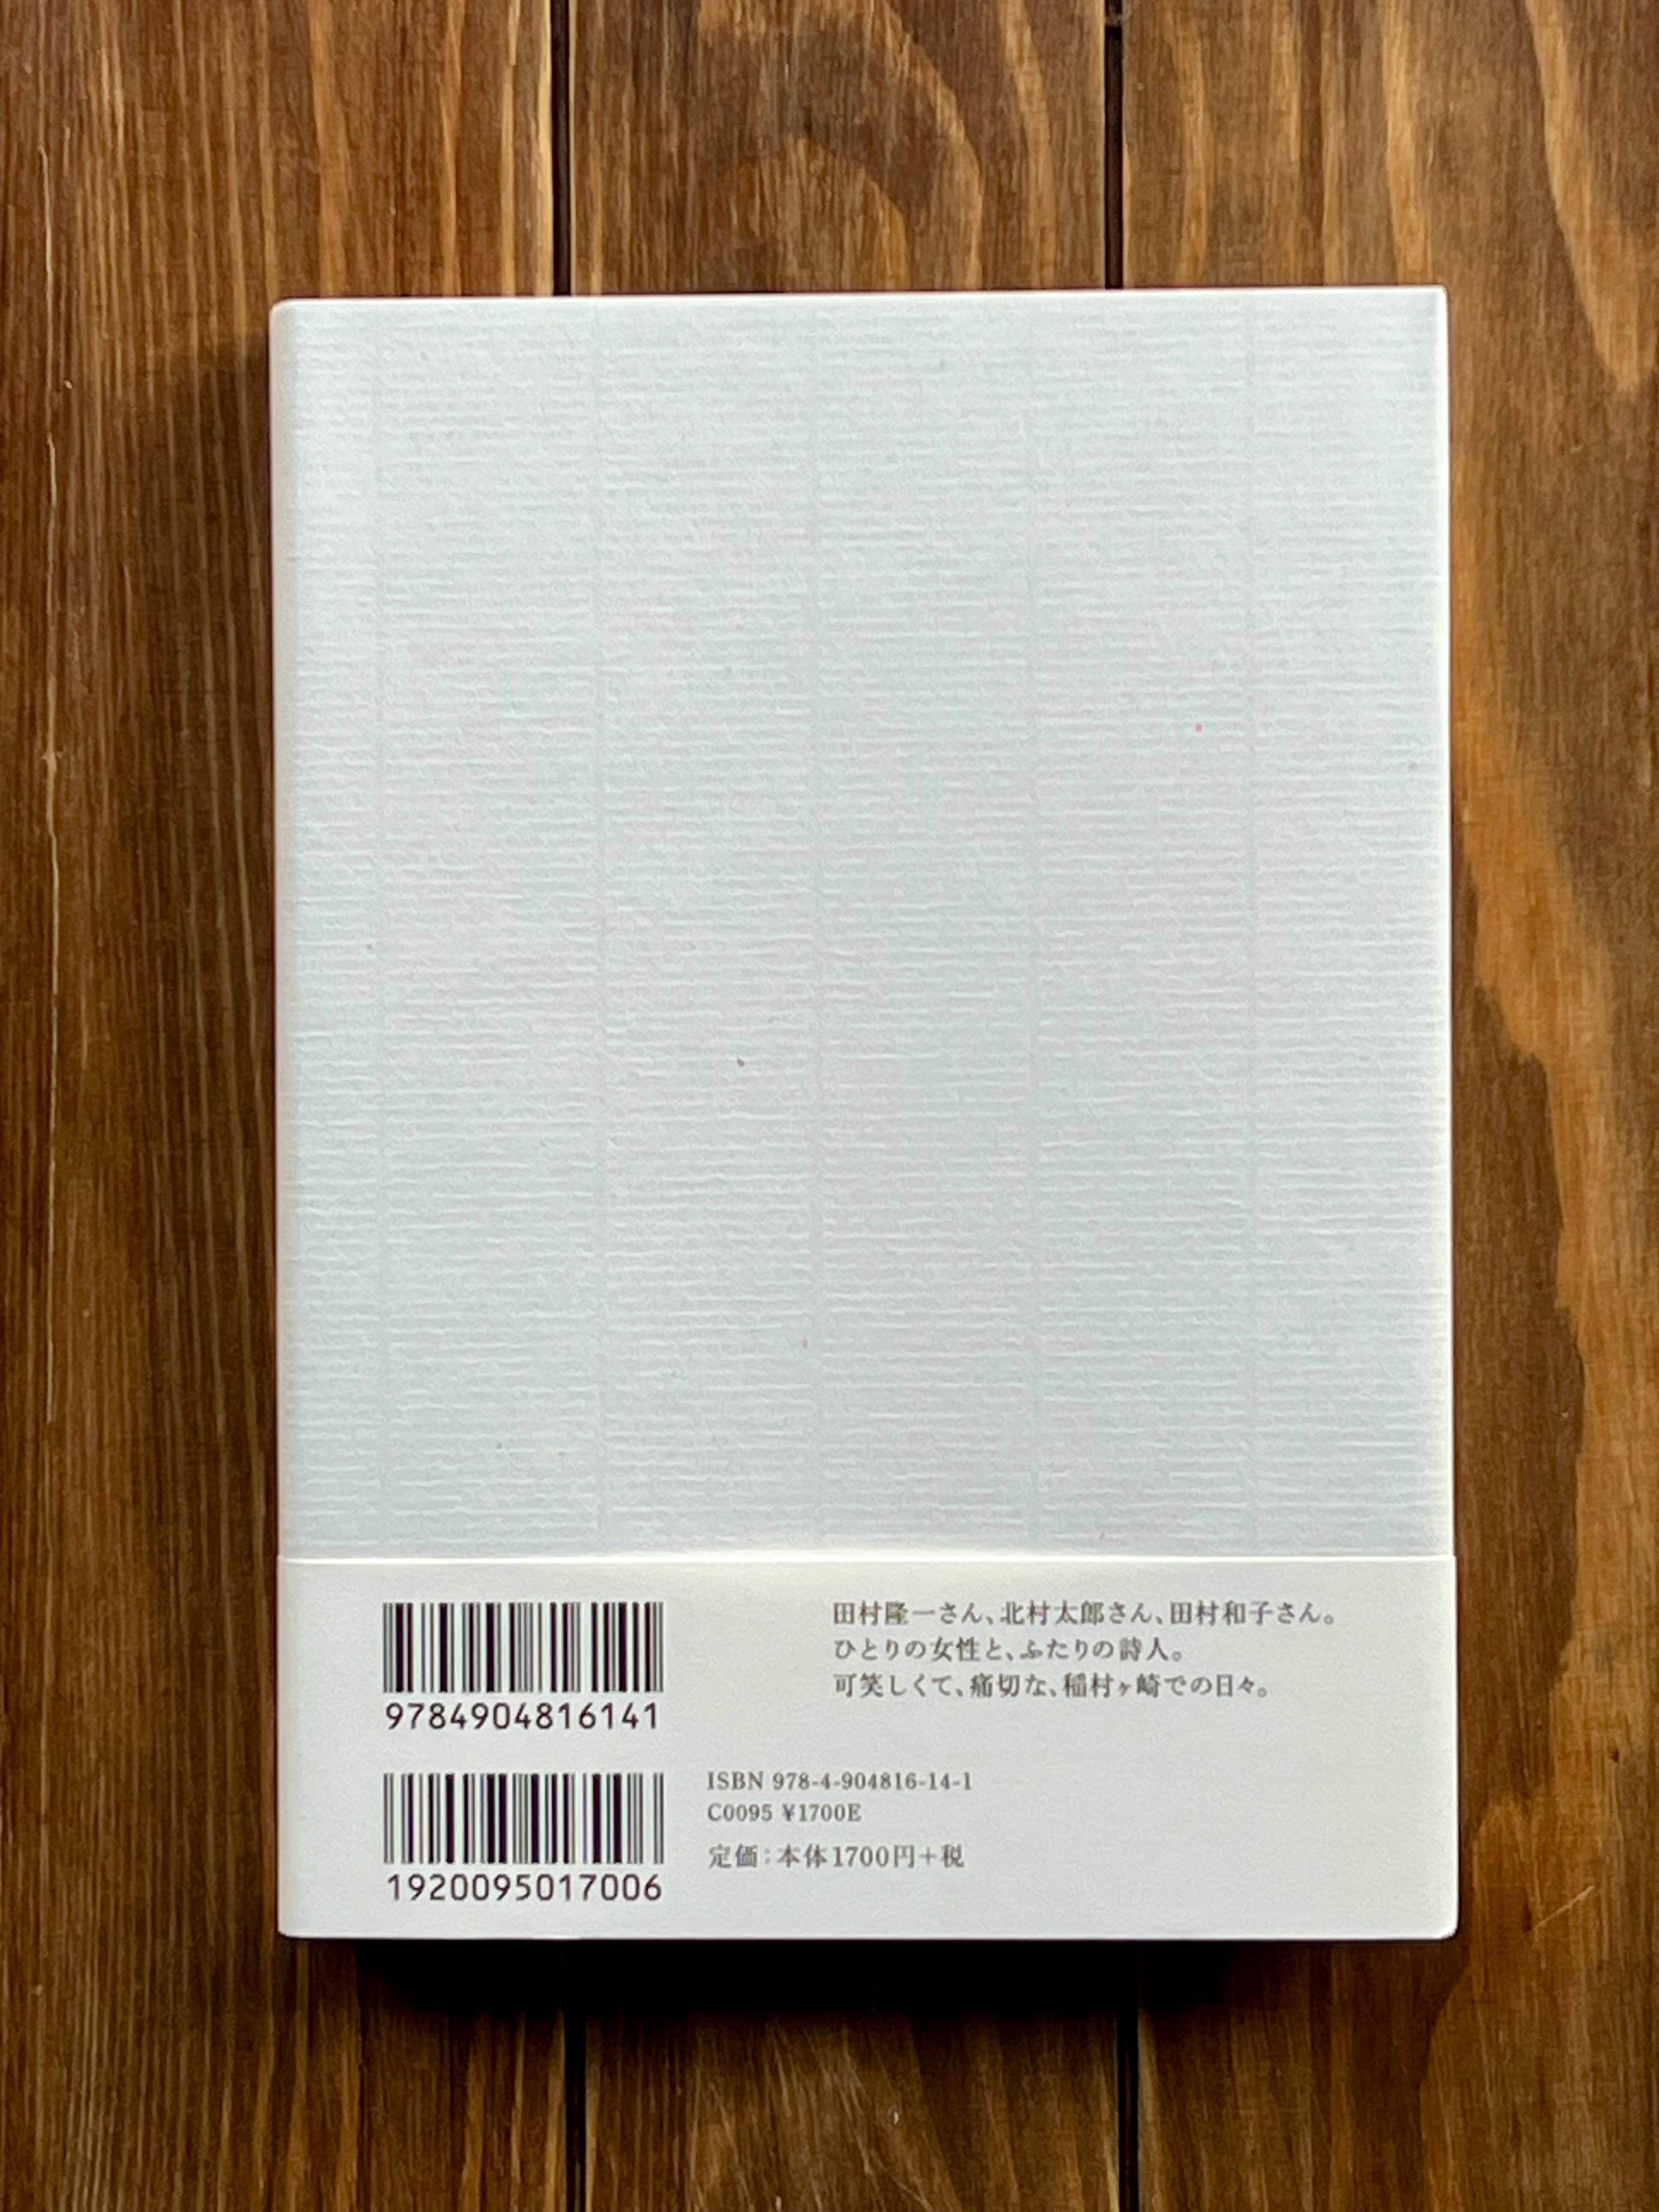 田村隆一さん、北村太郎さん、田村和子さん。
ひとりの女性と、ふたりの詩人。
可笑しくて、痛切な、稲村ヶ崎での日々。
9784904816141
ISBN 978-4-904816-14-1
C0095 ¥1700E
定価：本体1700円＋税
1920095017006